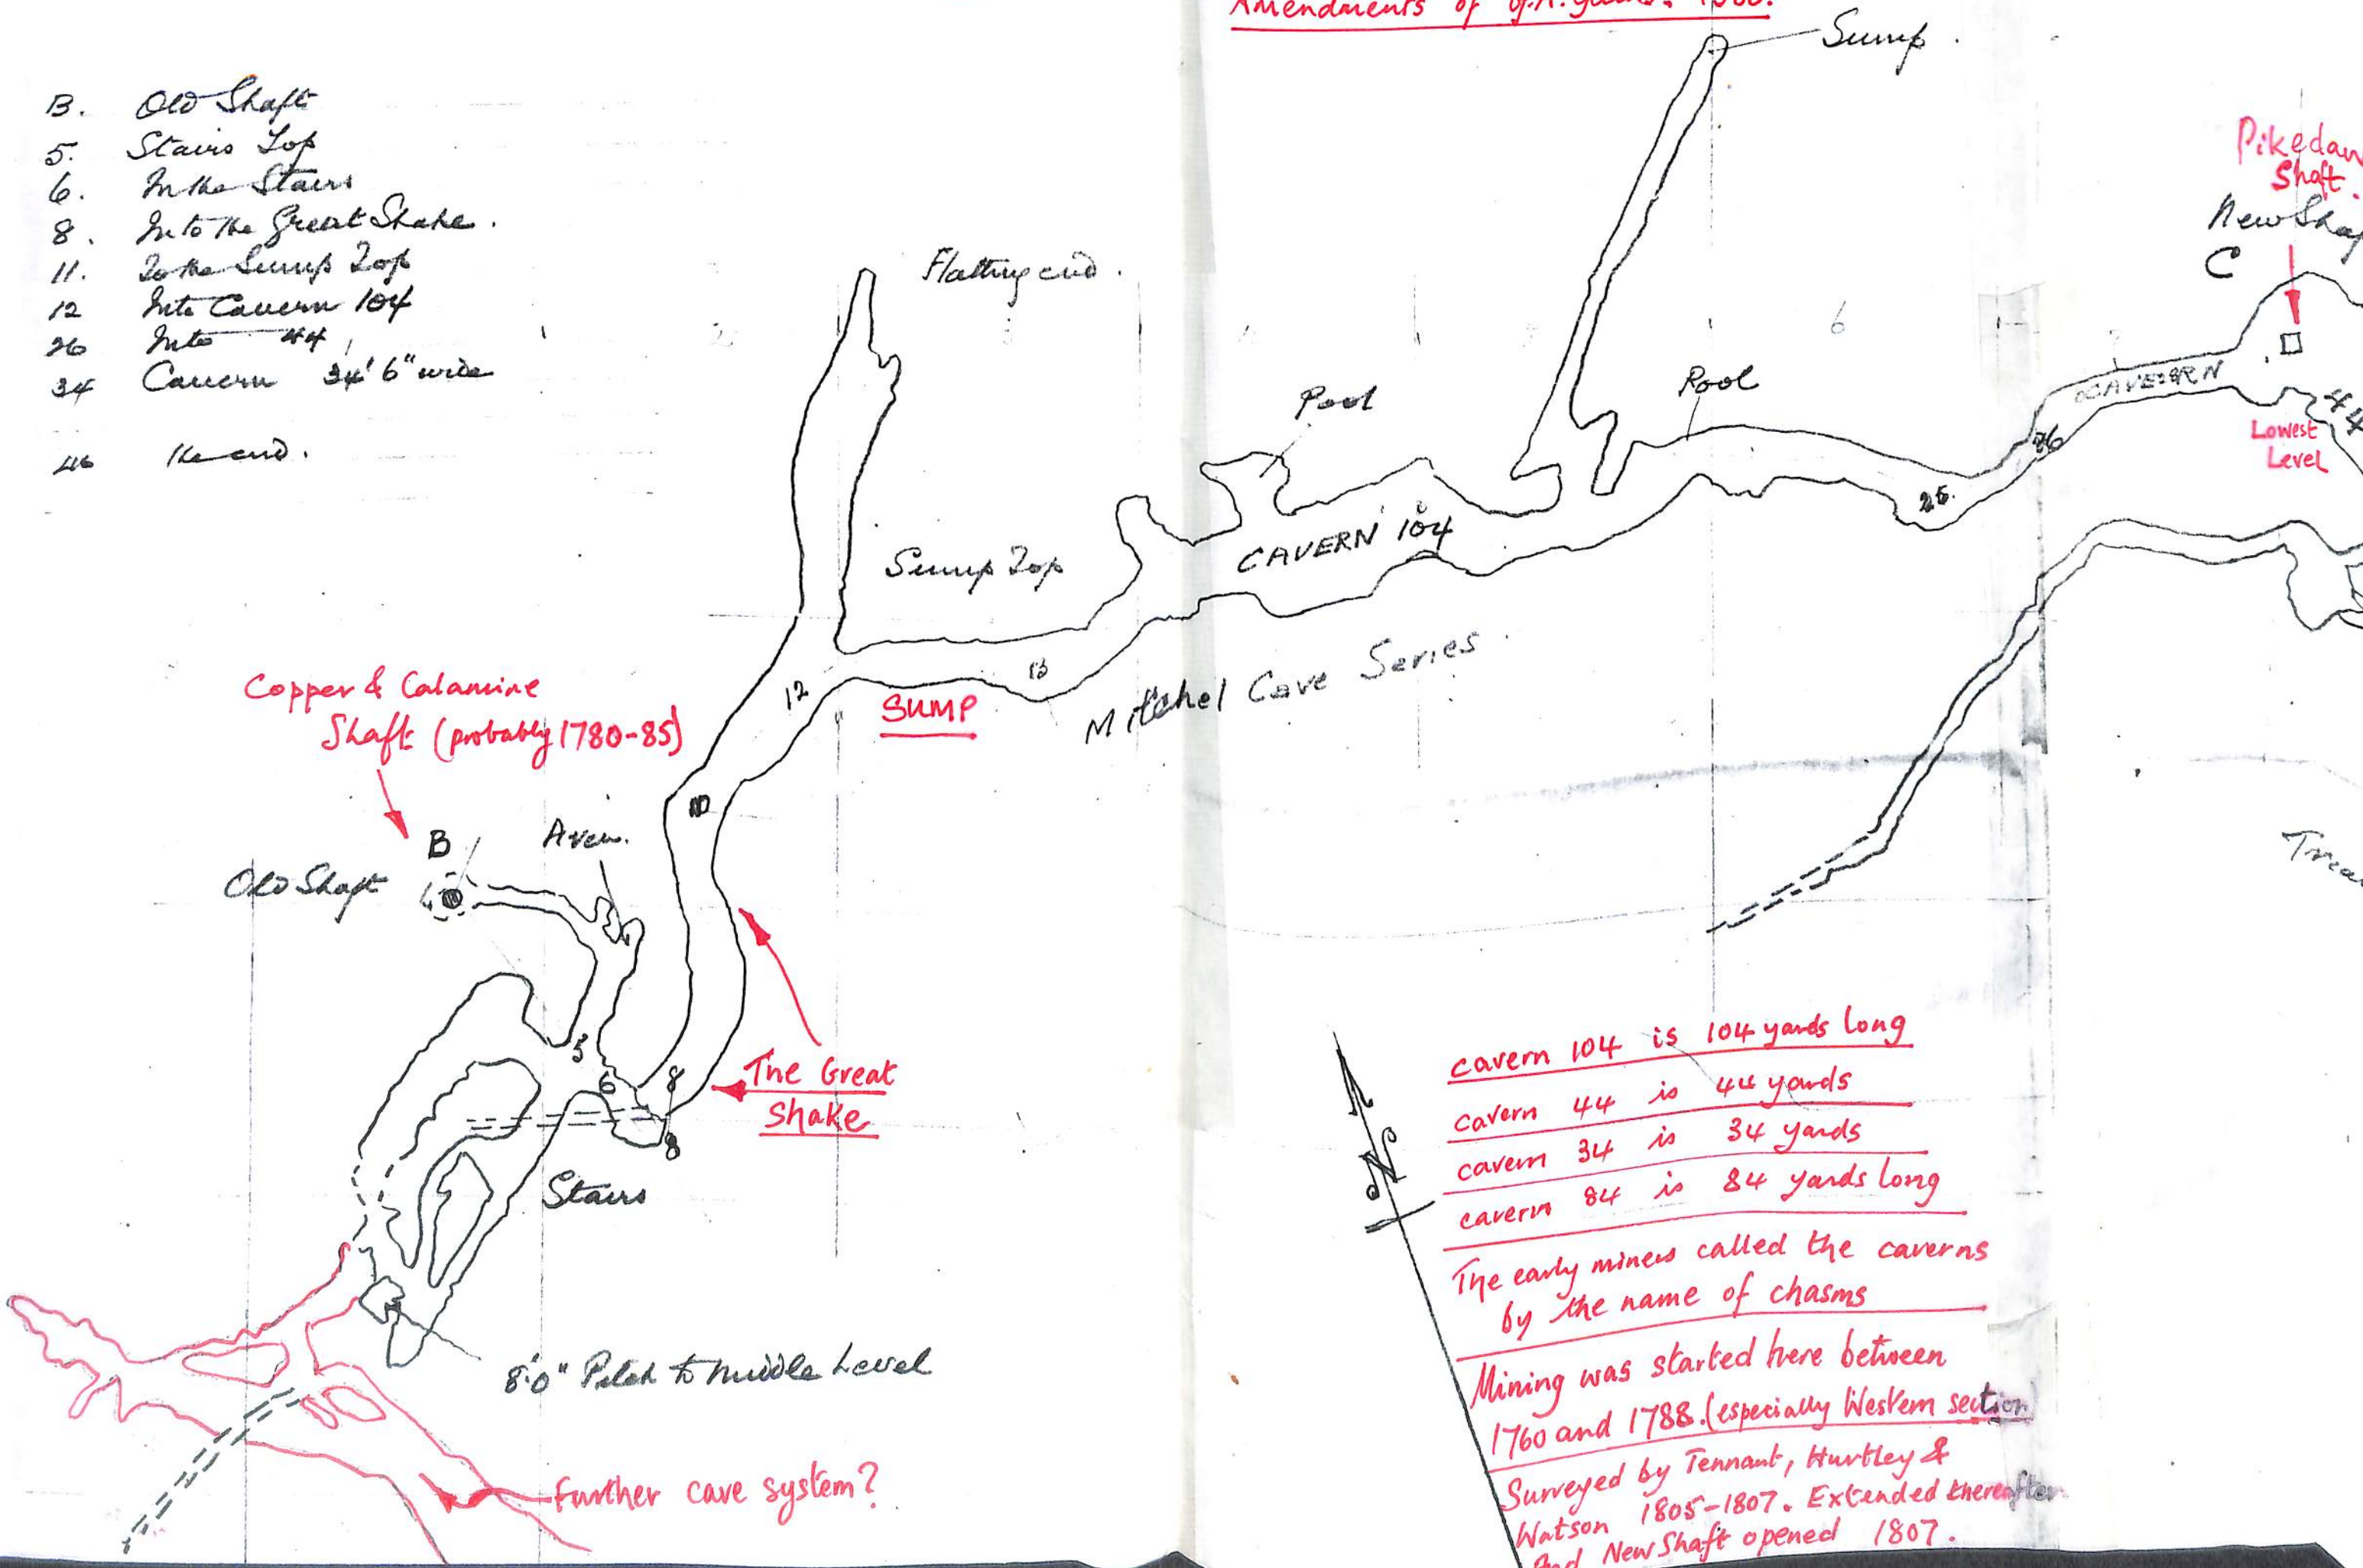 Amendments of
B. Old Shaft
5. Stairs Top
6. In the Stairs
8. Into the Great Shake.
11. To the Sump Top
12 Into Cavern 104
26 Into 44
34 Cavern 34' 6" wide
46 the end.
Sump.
Pikedaw
Shaft.
New Shaf
C
Flatting end.
6
Pool
Pool
CAVERN
26
44
Lowest
Level
25.
Sump Top
CAVERN 104
13
12
SUMP
Mitchel Cave Series.
Copper & Calamine
Shaft (probably 1780-85)
10
B
Aven.
Old Shaft
5
6
8
8
The Great
Shake
Stairs
8'0" Pitch to Middle Level
Further cave system?
N
cavern 104 is 104 yards long
cavern 44 is 44 yards
cavern 34 is 34 yards
cavern 84 is 84 yards long
The early miners called the caverns
by the name of chasms
Mining was started here between
1760 and 1788. (especially Western section)
Surveyed by Tennant, Hurtley &
Watson 1805-1807. Extended thereafter
And New Shaft opened 1807.